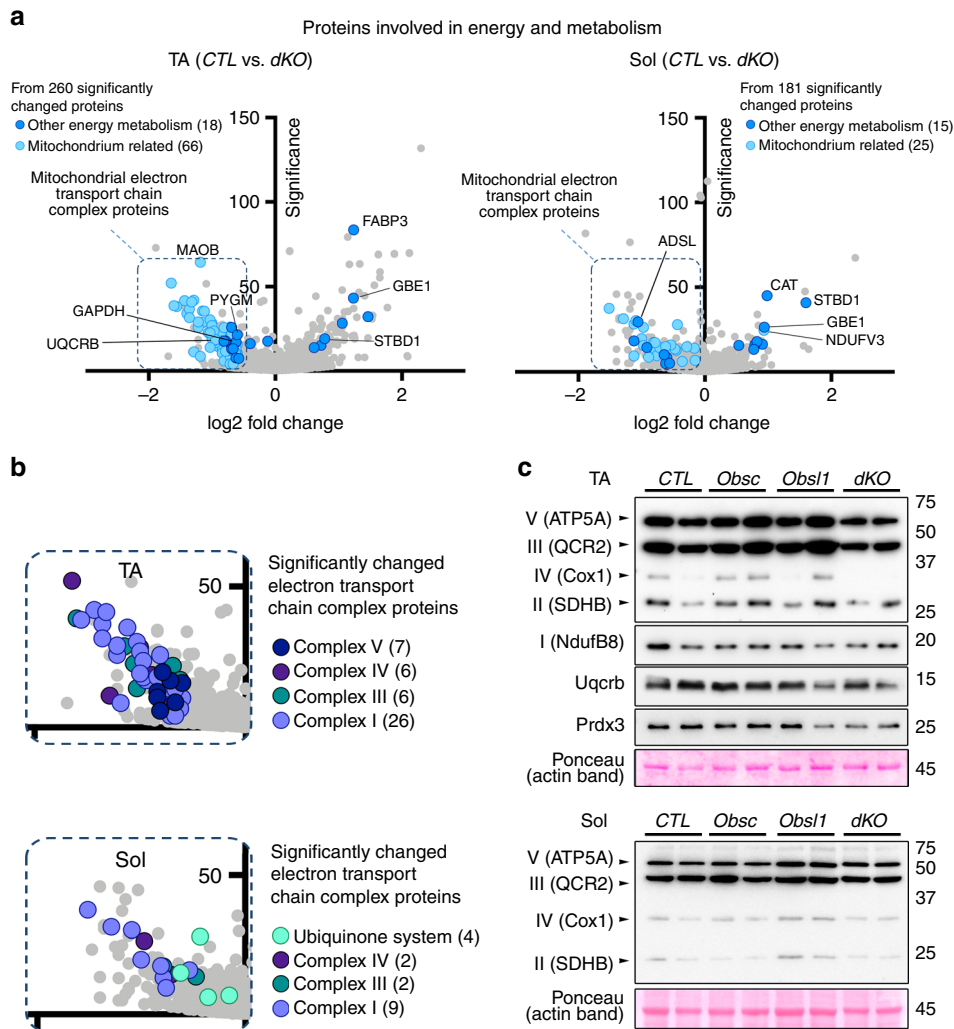 a
Proteins involved in energy and metabolism
TA (CTL vs. dKO)
From 260 significantly
changed proteins
Other energy metabolism (18)
Mitochondrium related (66)
Mitochondrial electron
transport chain
complex proteins
150
100
50
Significance
FABP3
MAOB
GBE1
PYGM
GAPDH
UQCRB
STBD1
−2
0
2
log2 fold change
Sol (CTL vs. dKO)
From 181 significantly
changed proteins
Other energy metabolism (15)
Mitochondrium related (25)
Mitochondrial electron
transport chain
complex proteins
150
100
50
Significance
ADSL
CAT
STBD1
GBE1
NDUFV3
−2
0
2
log2 fold change
b
TA
50
Significantly changed
electron transport
chain complex proteins
Complex V (7)
Complex IV (6)
Complex III (6)
Complex I (26)
Sol
50
Significantly changed
electron transport
chain complex proteins
Ubiquinone system (4)
Complex IV (2)
Complex III (2)
Complex I (9)
c
TA CTL Obsc Obsl1 dKO
75
V (ATP5A)
50
III (QCR2)
37
IV (Cox1)
II (SDHB)
25
I (NdufB8) 20
Uqcrb 15
Prdx3 25
Ponceau
(actin band) 45
Sol CTL Obsc Obsl1 dKO
75
V (ATP5A) 50
III (QCR2)
37
IV (Cox1)
II (SDHB) 25
Ponceau
(actin band) 45